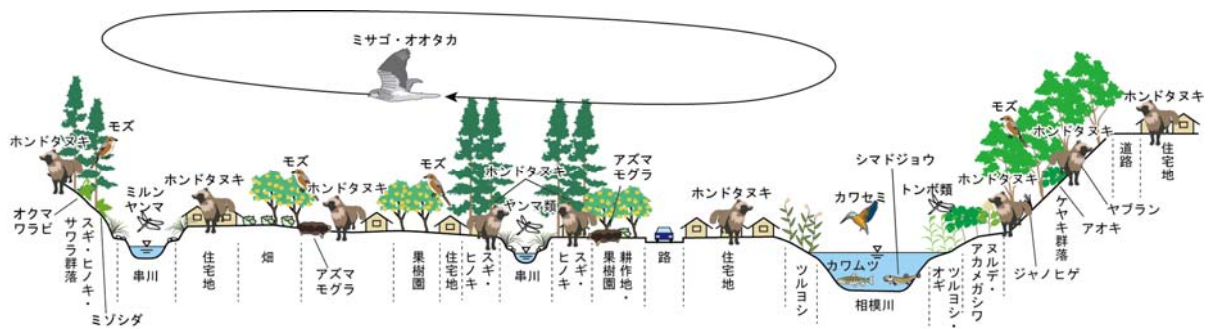 ミサゴ・オオタカ
ホンドタヌキ
モズ
オクマ
ワラビ
スギ・ヒノキ・
サワラ群落
ミゾシダ
ミルン
ヤンマ
串川
ホンドタヌキ
住宅地
畑
モズ
アズマ
モグラ
ホンドタヌキ
果樹園
モズ
住宅地
ホンドタヌキ
スギ・
ヒノキ
ヤンマ類
串川
スギ・
ヒノキ
アズマ
モグラ
耕作地・
果樹園
路
ホンドタヌキ
住宅地
ツルヨシ
カワセミ
シマドジョウ
カワムツ
相模川
トンボ類
ツルヨシ・
オギ
ヌルデ・
アカメガシワ
モズ
ホンドタヌキ
ケヤキ群落
ジャノヒゲ
アオキ
ヤブラン
道路
ホンドタヌキ
住宅地